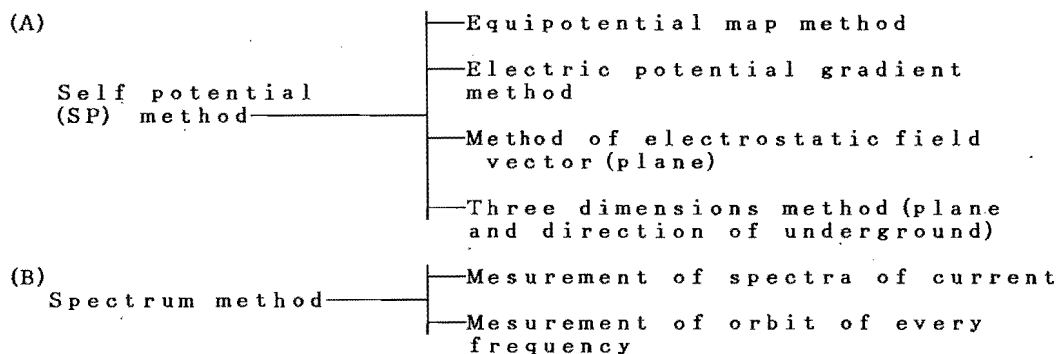 (A)
Equipotential map method
Electric potential gradient
method
Self potential
(SP) method
Method of electrostatic field
vector (plane)
Three dimensions method (plane
and direction of underground)
(B)
Spectrum method
Mesurement of spectra of current
Mesurement of orbit of every
frequency